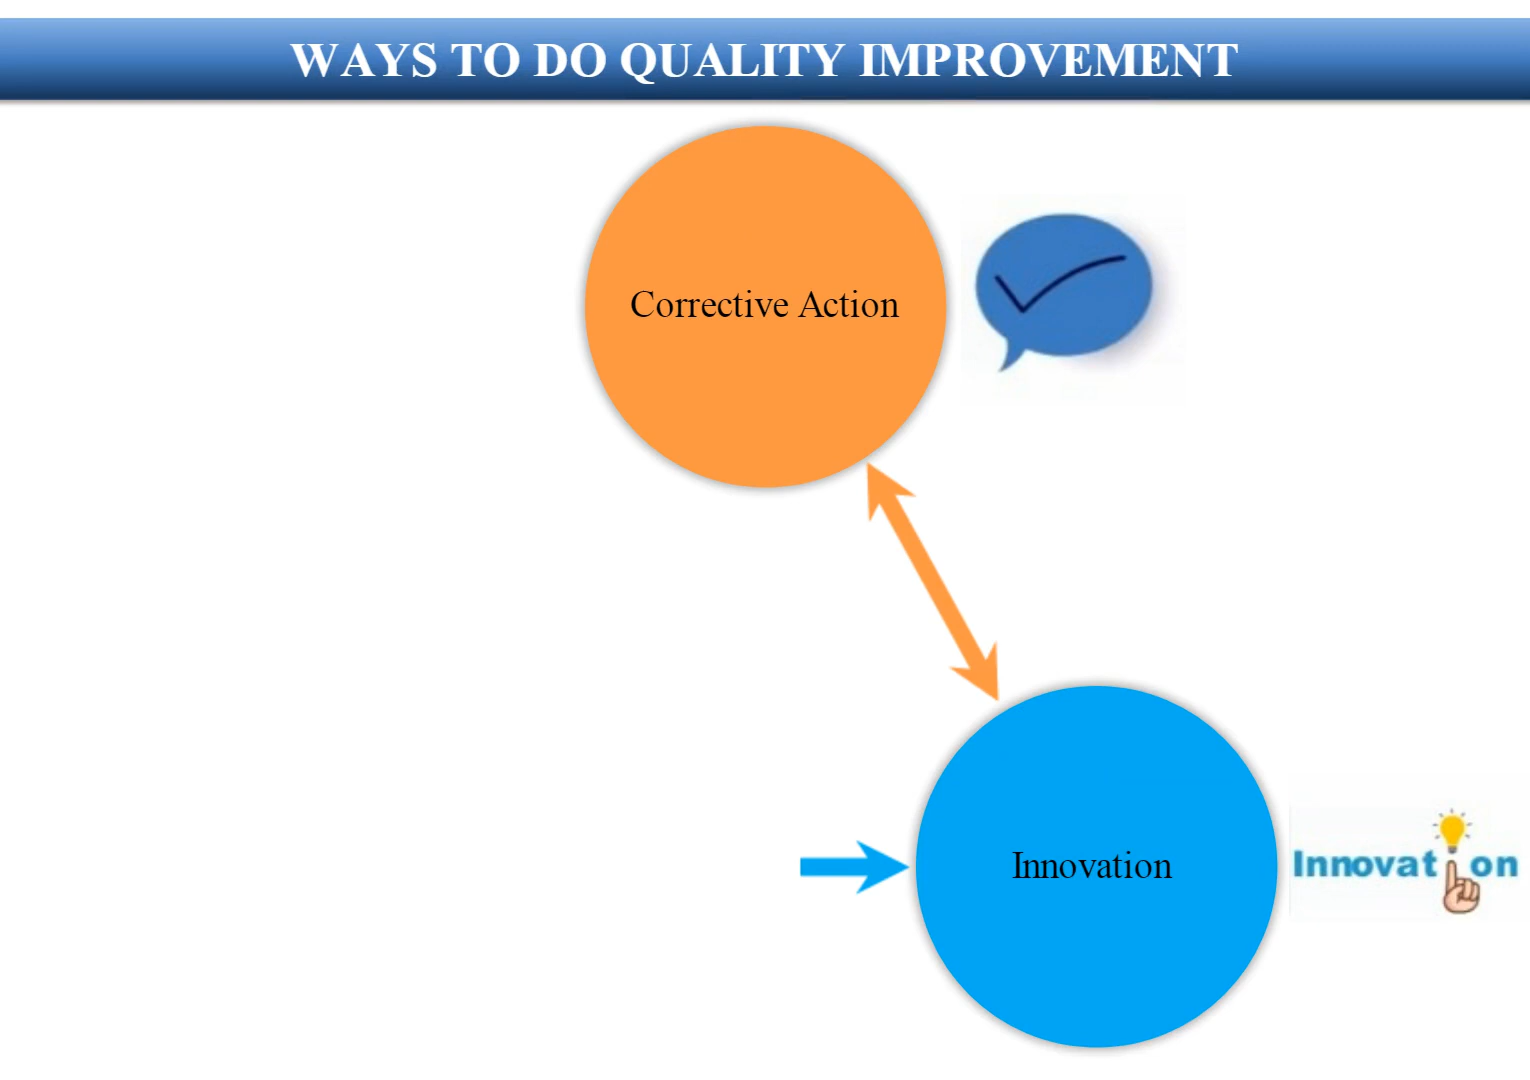 WAYS TO DO QUALITY IMPROVEMENT
Corrective Action
Innovation
Innovat on